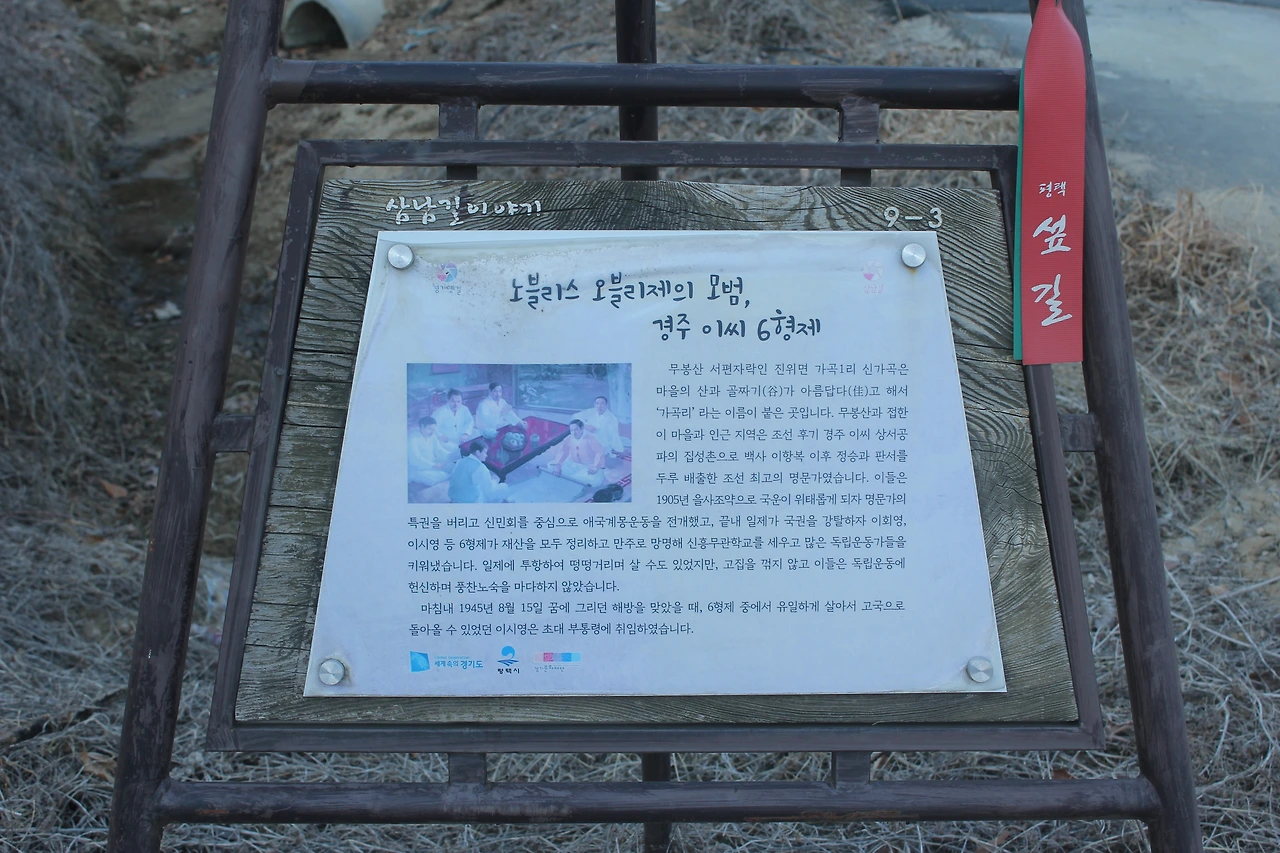 삼남길이야기
9-3
평택
섶길
노블리스 오블리제의 모범,
경주 이씨 6형제
무봉산 서편자락인 진위면 가곡1리 신가곡은
마을의 산과 골짜기(谷)가 아름답다(佳)고 해서
‘가곡리’ 라는 이름이 붙은 곳입니다. 무봉산과 접한
이 마을과 인근 지역은 조선 후기 경주 이씨 상서공
파의 집성촌으로 백사 이항복 이후 정승과 판서를
두루 배출한 조선 최고의 명문가였습니다. 이들은
1905년 을사조약으로 국운이 위태롭게 되자 명문가의
특권을 버리고 신민회를 중심으로 애국계몽운동을 전개했고, 끝내 일제가 국권을 강탈하자 이회영,
이시영 등 6형제가 재산을 모두 정리하고 만주로 망명해 신흥무관학교를 세우고 많은 독립운동가들을
키워냈습니다. 일제에 투항하여 떵떵거리며 살 수도 있었지만, 고집을 꺾지 않고 이들은 독립운동에
헌신하며 풍찬노숙을 마다하지 않았습니다.
마침내 1945년 8월 15일 꿈에 그리던 해방을 맞았을 때, 6형제 중에서 유일하게 살아서 고국으로
돌아올 수 있었던 이시영은 초대 부통령에 취임하였습니다.
세계속의 경기도
평택시